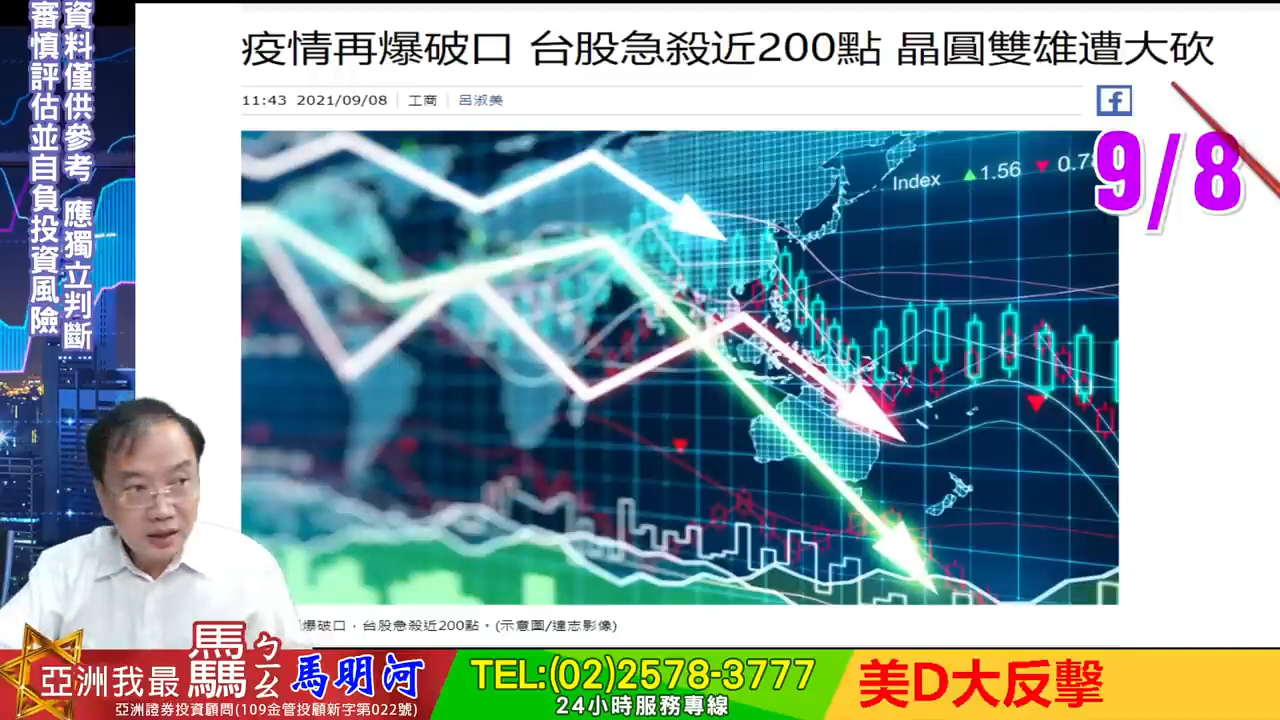 資料僅供參考 應獨立判斷
審慎評估並自負投資風險
疫情再爆破口 台股急殺近200點 晶圓雙雄遭大砍
11:43 2021/09/08 工商 呂淑美
9/8
Index ▲1.56 ▼0.78
爆破口，台股急殺近200點。(示意圖/達志影像)
亞洲我最驫ㄅㄧㄠ 馬明河
亞洲證券投資顧問(109金管投顧新字第022號)
TEL:(02)2578-3777
24小時服務專線
美D大反擊